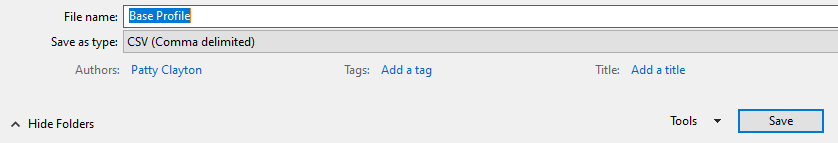 File name: Base Profile
Save as type: CSV (Comma delimited)
Authors: Patty Clayton Tags: Add a tag Title: Add a title
Hide Folders Tools Save